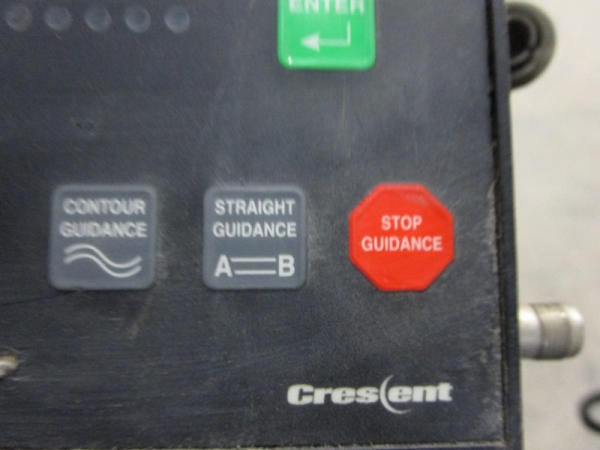 ENTER
CONTOUR
GUIDANCE
STRAIGHT
GUIDANCE
A B
STOP
GUIDANCE
Crescent